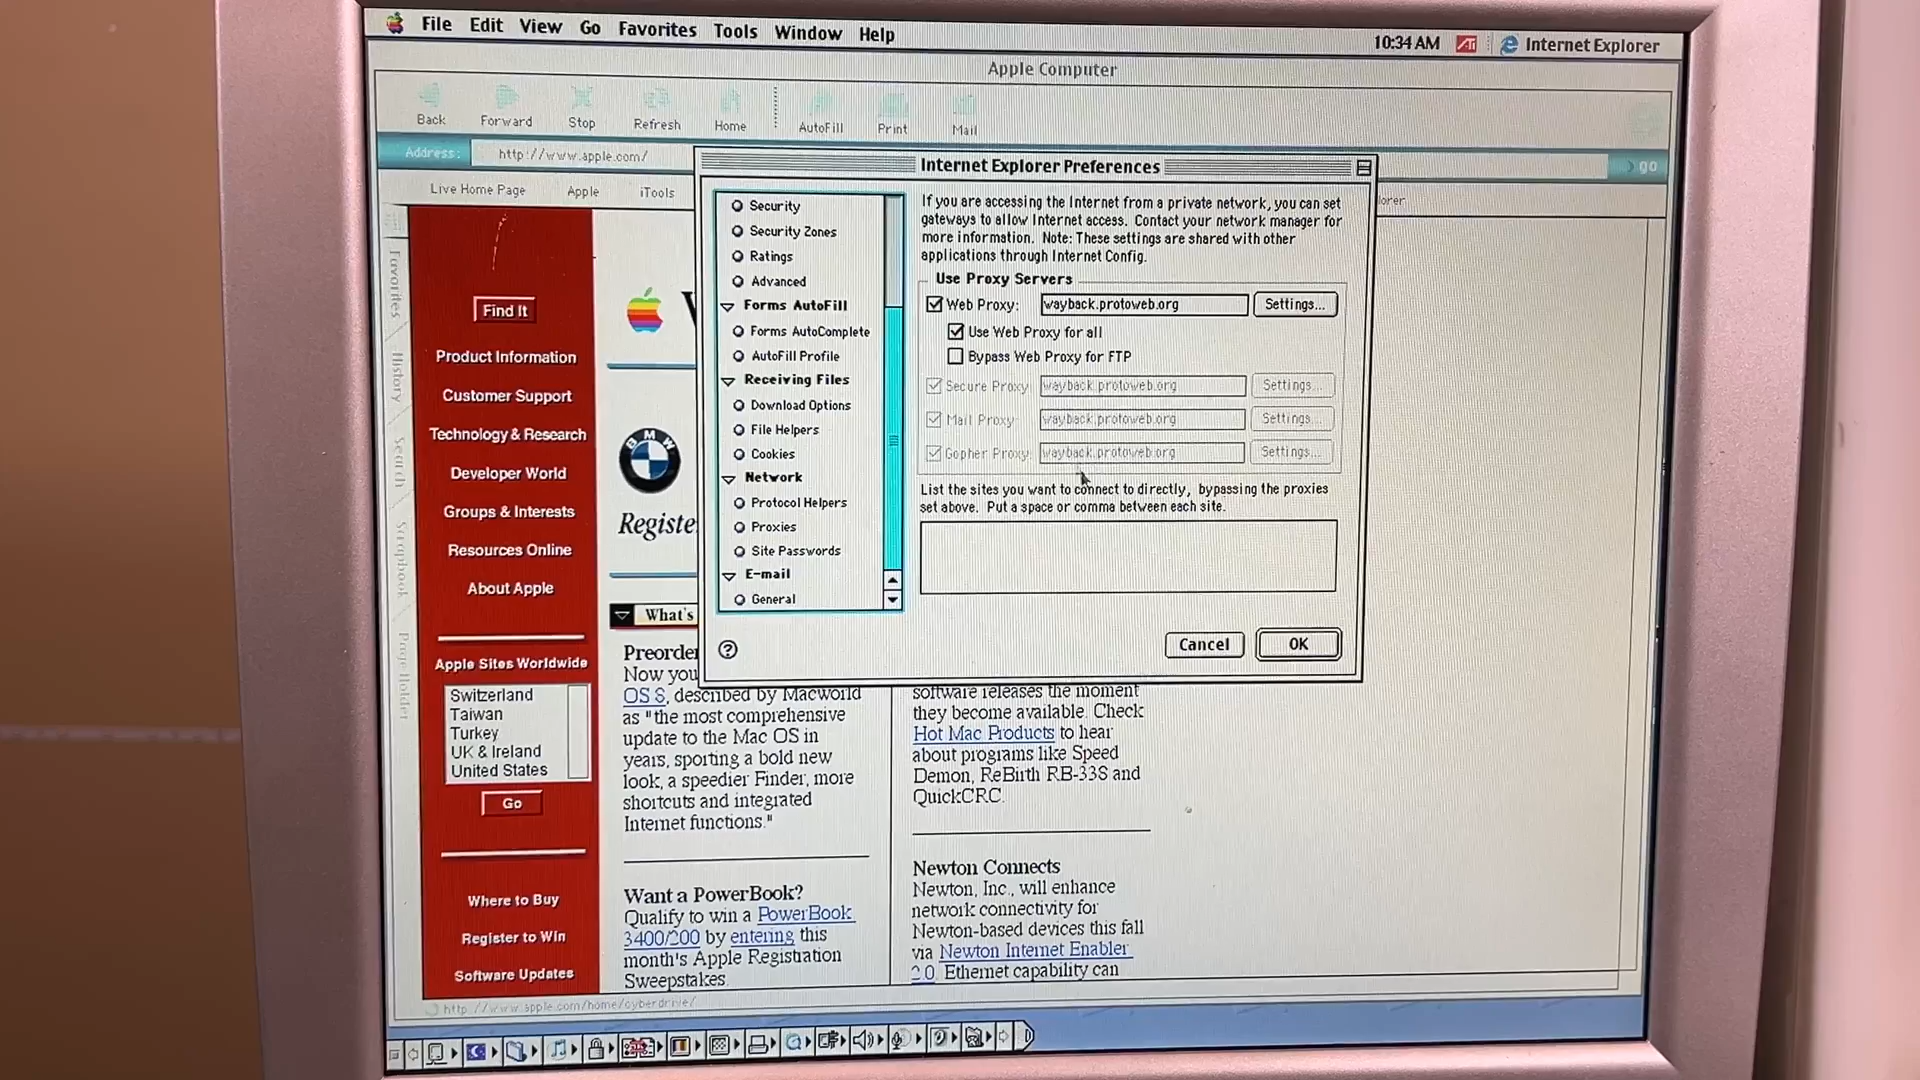 File Edit View Go Favorites Tools Window Help
10:34 AM Internet Explorer
Apple Computer
Back Forward Stop Refresh Home AutoFill Print Mail
Address: http://www.apple.com/ go
Live Home Page Apple iTools
Favorites
History
Search
Scrapbook
Page Holder
Find It
Product Information
Customer Support
Technology & Research
Developer World
Groups & Interests
Resources Online
About Apple
Apple Sites Worldwide
Switzerland
Taiwan
Turkey
UK & Ireland
United States
Go
Where to Buy
Register to Win
Software Updates
BMW
Registe
What's
Preorder
Now you
OS 8, described by Macworld
as "the most comprehensive
update to the Mac OS in
years, sporting a bold new
look, a speedier Finder, more
shortcuts and integrated
Internet functions."
Want a PowerBook?
Qualify to win a PowerBook
3400/200 by entering this
month's Apple Registration
Sweepstakes
software releases the moment
they become available. Check
Hot Mac Products to hear
about programs like Speed
Demon, ReBirth RB-338 and
QuickCRC.
Newton Connects
Newton, Inc., will enhance
network connectivity for
Newton-based devices this fall
via Newton Internet Enabler
2.0. Ethernet capability can
Internet Explorer Preferences
Security
Security Zones
Ratings
Advanced
Forms AutoFill
Forms AutoComplete
AutoFill Profile
Receiving Files
Download Options
File Helpers
Cookies
Network
Protocol Helpers
Proxies
Site Passwords
E-mail
General
If you are accessing the Internet from a private network, you can set
gateways to allow Internet access. Contact your network manager for
more information. Note: These settings are shared with other
applications through Internet Config.
Use Proxy Servers
Web Proxy: wayback.protoweb.org Settings...
Use Web Proxy for all
Bypass Web Proxy for FTP
Secure Proxy: wayback.protoweb.org Settings...
Mail Proxy: wayback.protoweb.org Settings...
Gopher Proxy: wayback.protoweb.org Settings...
List the sites you want to connect to directly, bypassing the proxies
set above. Put a space or comma between each site.
Cancel OK
lorer
http://www.apple.com/home/cyberdrive/